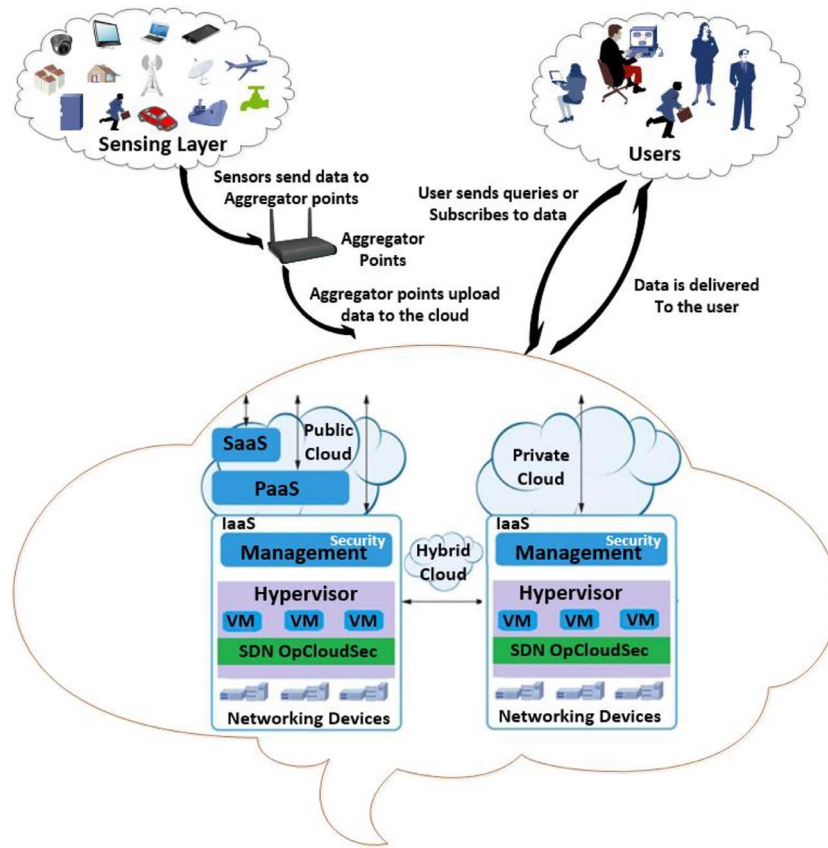 Sensing Layer
Users
Sensors send data to
Aggregator points
Aggregator
Points
Aggregator points upload
data to the cloud
User sends queries or
Subscribes to data
Data is delivered
To the user
SaaS
Public
Cloud
PaaS
IaaS
Security
Management
Hypervisor
VM VM VM
SDN OpCloudSec
Networking Devices
Hybrid
Cloud
Private
Cloud
IaaS
Security
Management
Hypervisor
VM VM VM
SDN OpCloudSec
Networking Devices